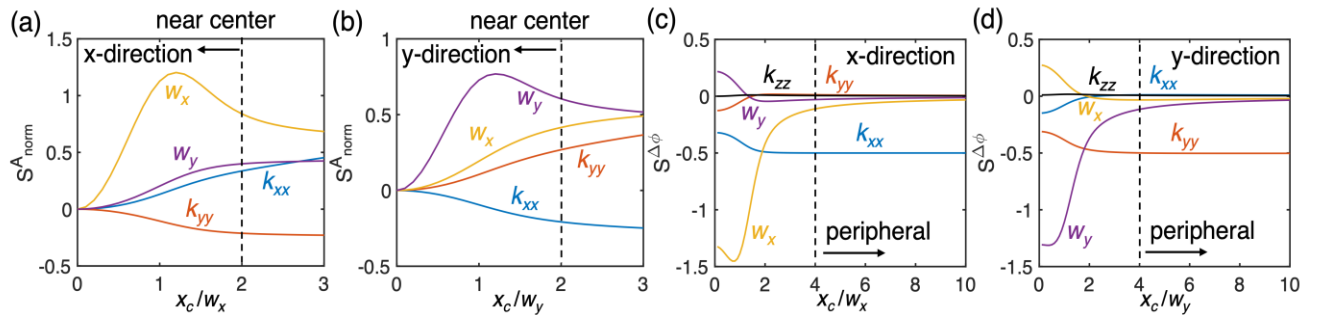 (a) near center
x-direction
w_x
w_y
k_xx
k_yy
S^A_norm
1
0.5
0
-0.5
0 1 2 3
x_c/w_x
(b) near center
y-direction
w_y
w_x
k_yy
k_xx
S^A_norm
1
0.5
0
-0.5
0 1 2 3
x_c/w_y
(c)
x-direction
k_zz k_yy
w_y
k_xx
w_x
peripheral
S^Δϕ
0.5
0
-0.5
-1
-1.5
0 2 4 6 8 10
x_c/w_x
(d)
y-direction
k_zz k_xx
w_x
k_yy
w_y
peripheral
S^Δϕ
0.5
0
-0.5
-1
-1.5
0 2 4 6 8 10
x_c/w_y